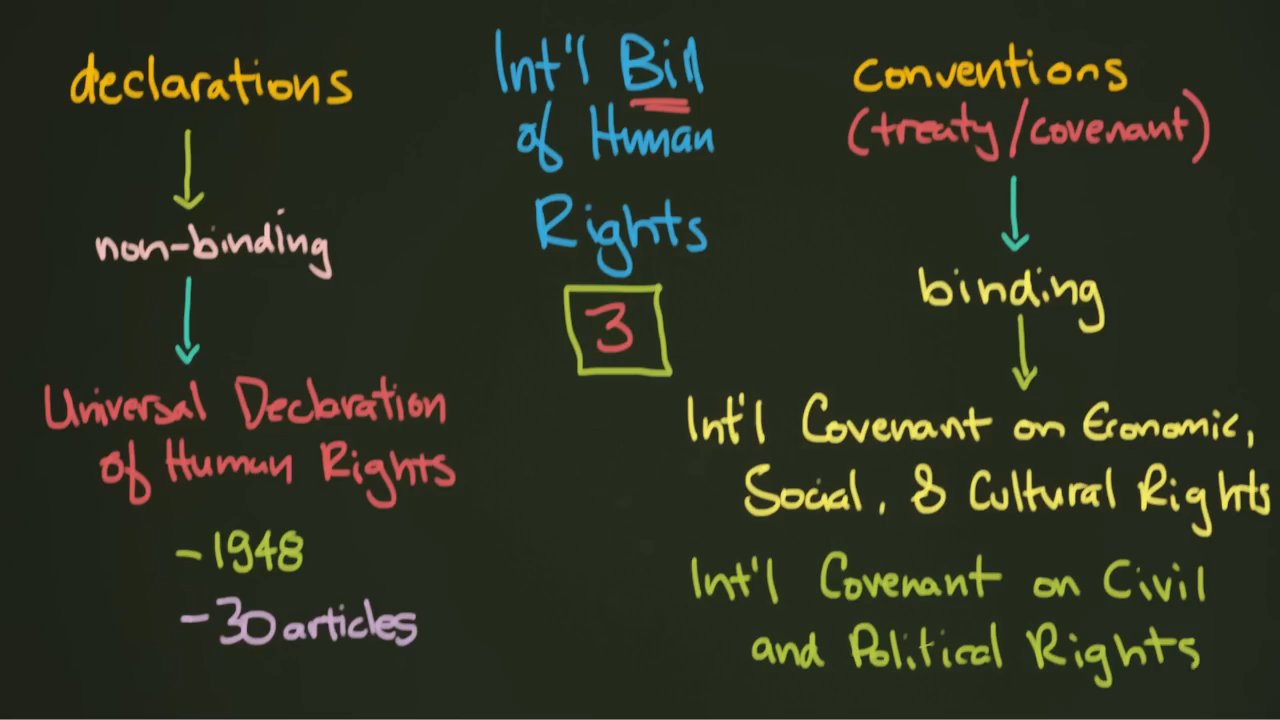 declarations
non-binding
Universal Declaration
of Human Rights
-1948
-30 articles
Int'l Bill
of Human
Rights
3
conventions
(treaty/covenant)
binding
Int'l Covenant on Economic,
Social, & Cultural Rights
Int'l Covenant on Civil
and Political Rights